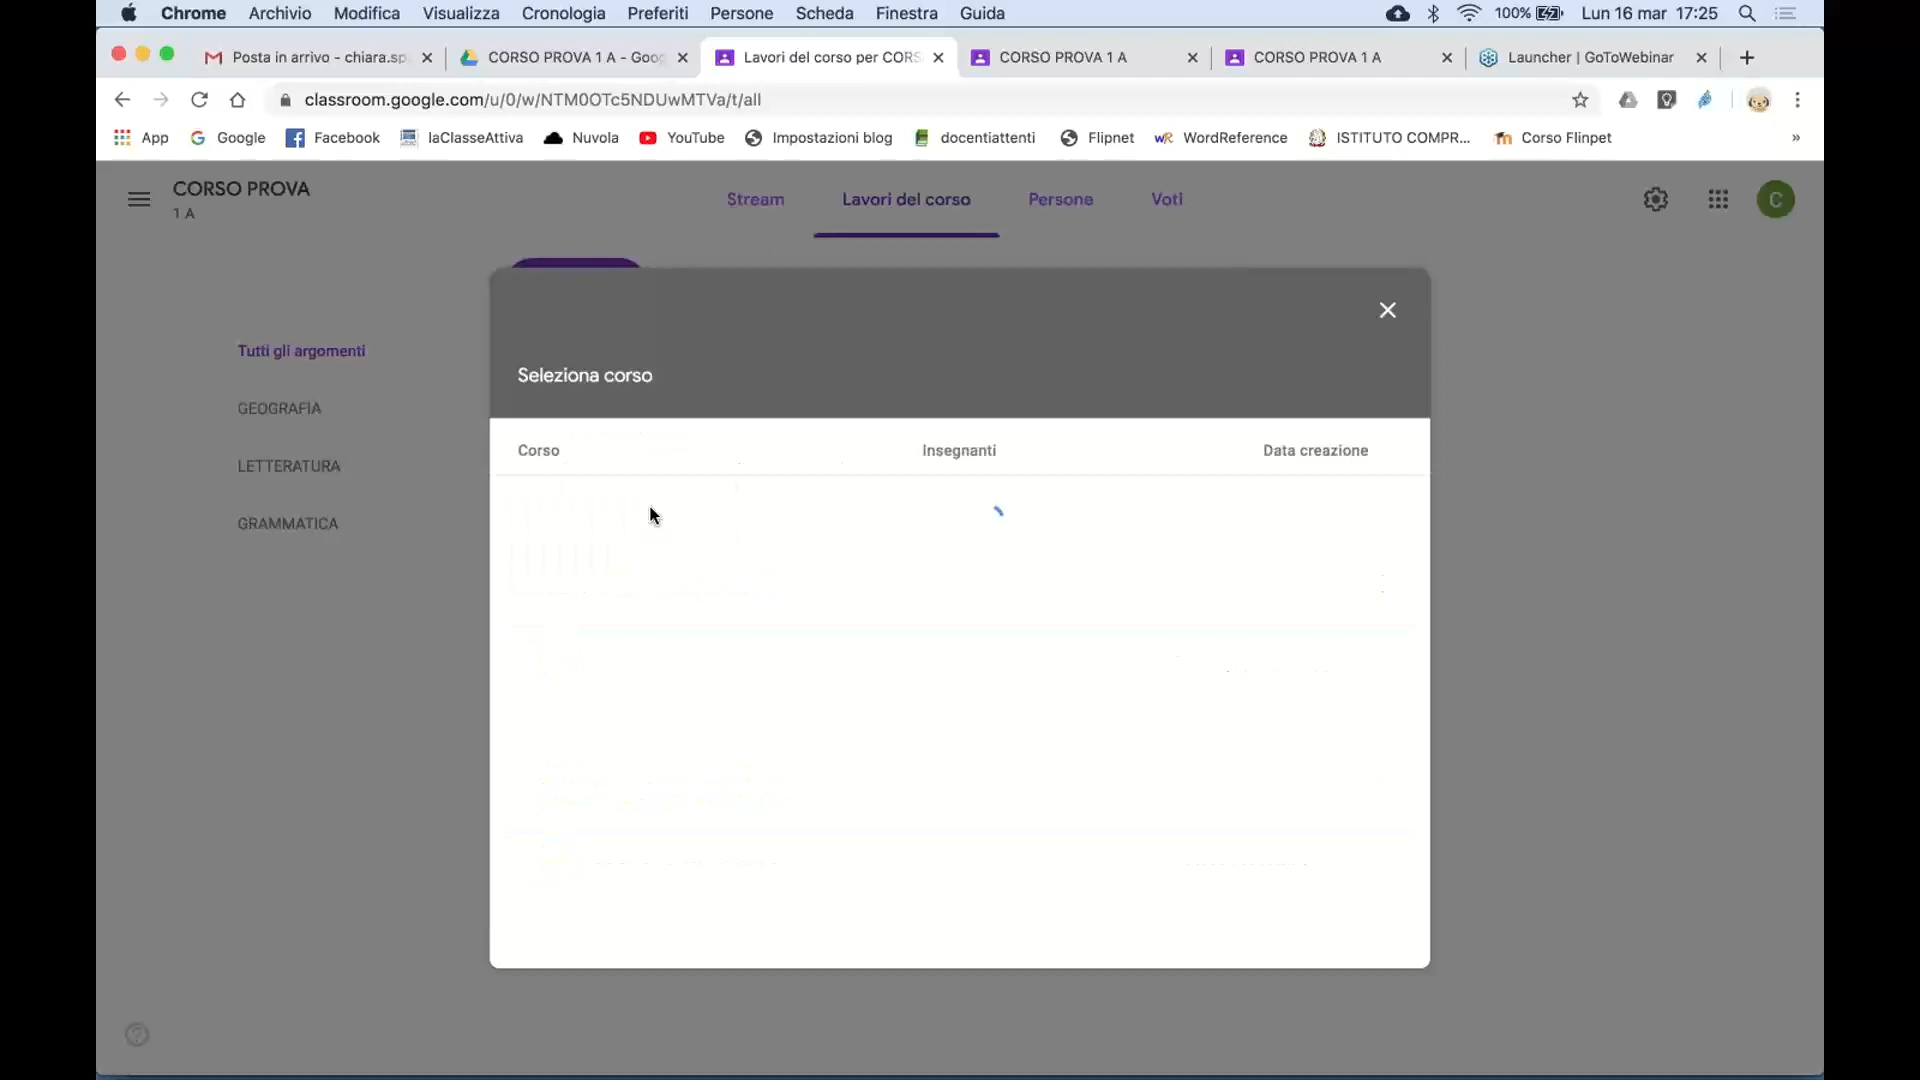 Chrome Archivio Modifica Visualizza Cronologia Preferiti Persone Scheda Finestra Guida 100% Lun 16 mar 17:25
Posta in arrivo - chiara.sp CORSO PROVA 1 A - Goog Lavori del corso per CORS CORSO PROVA 1 A CORSO PROVA 1 A Launcher | GoToWebinar
classroom.google.com/u/0/w/NTM0OTc5NDUwMTVa/t/all
App Google Facebook laClasseAttiva Nuvola YouTube Impostazioni blog docentiattenti Flipnet WordReference ISTITUTO COMPR... Corso Flinpet »
CORSO PROVA
1 A
Stream Lavori del corso Persone Voti
C
Tutti gli argomenti
GEOGRAFIA
LETTERATURA
GRAMMATICA
Seleziona corso
Corso Insegnanti Data creazione